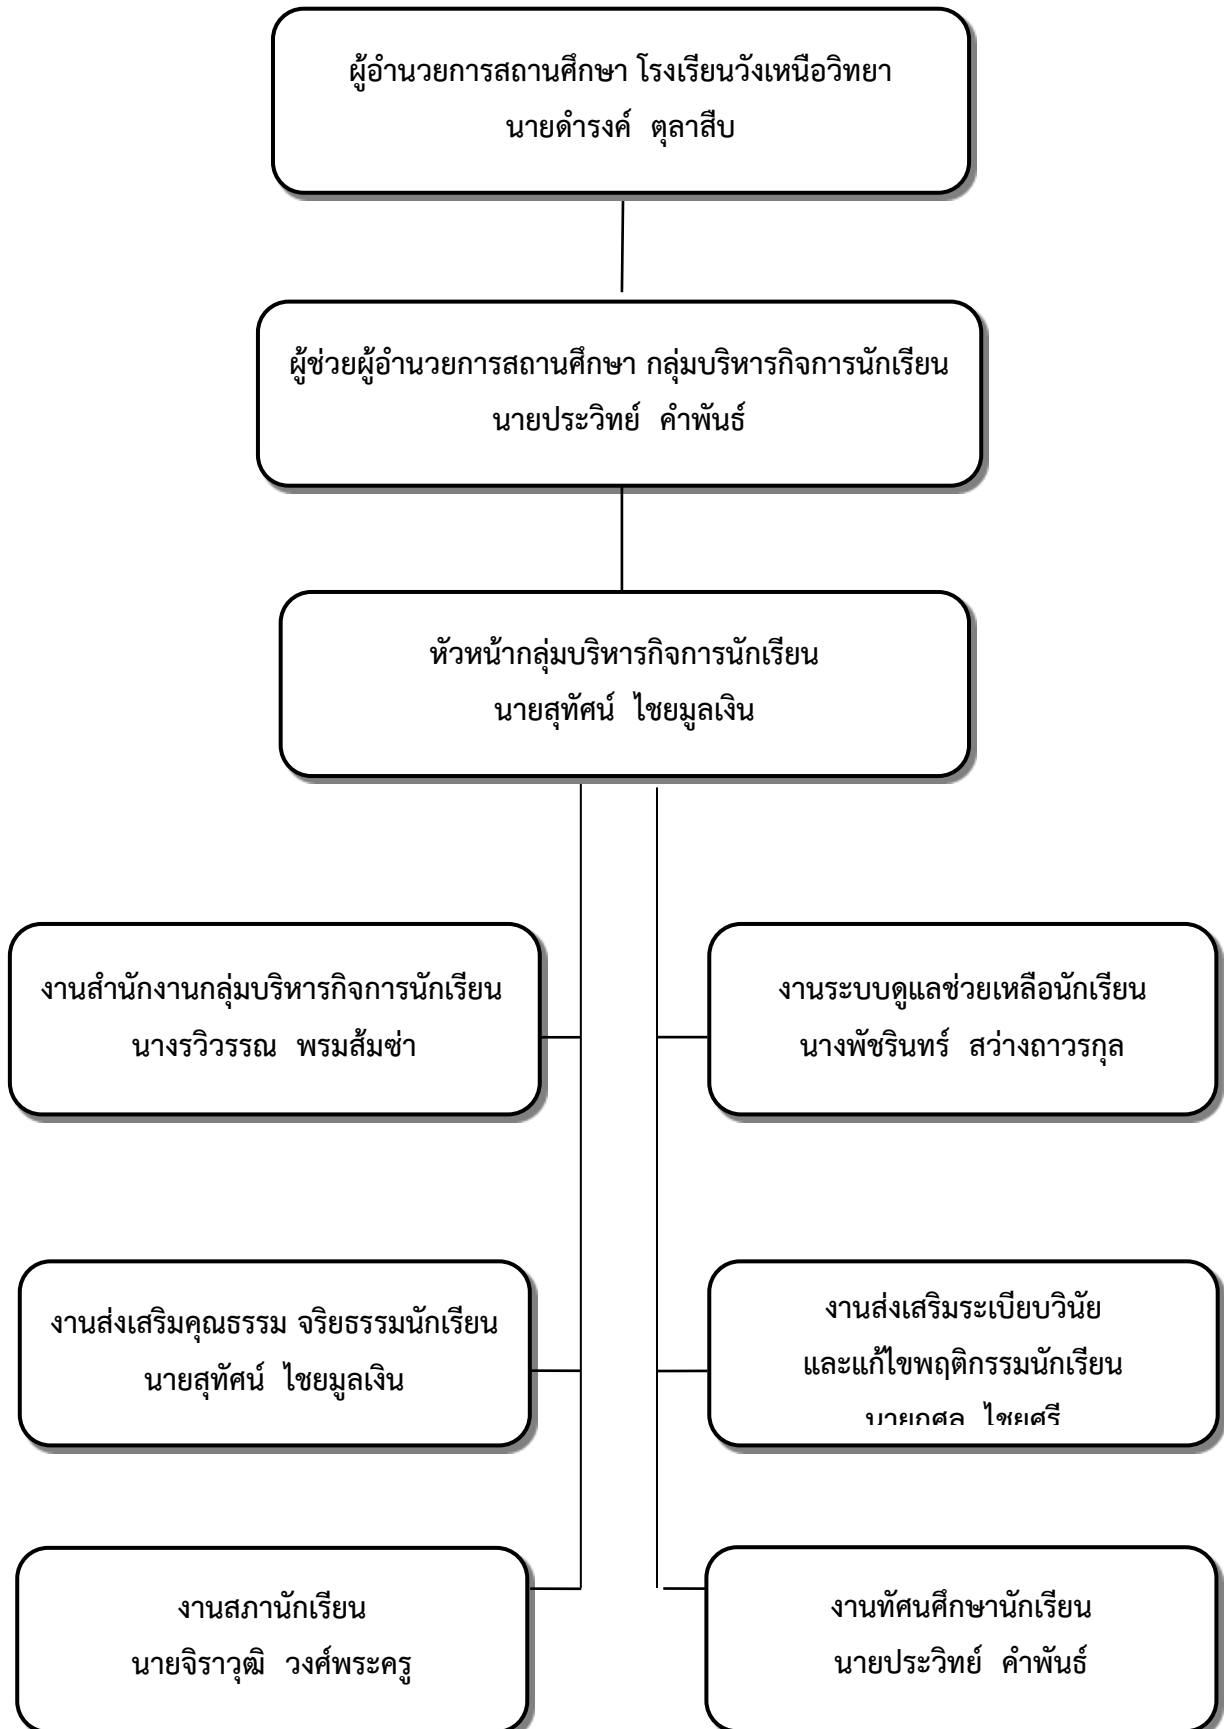 ผู้อำนวยการสถานศึกษา โรงเรียนวังเหนือวิทยา
นายดำรงค์ ตุลาสืบ
ผู้ช่วยผู้อำนวยการสถานศึกษา กลุ่มบริหารกิจการนักเรียน
นายประวิทย์ คำพันธ์
หัวหน้ากลุ่มบริหารกิจการนักเรียน
นายสุทัศน์ ไชยมูลเงิน
งานสำนักงานกลุ่มบริหารกิจการนักเรียน
นางรวิวรรณ พรมส้มซ่า
งานระบบดูแลช่วยเหลือนักเรียน
นางพัชรินทร์ สว่างถาวรกุล
งานส่งเสริมคุณธรรม จริยธรรมนักเรียน
นายสุทัศน์ ไชยมูลเงิน
งานส่งเสริมระเบียบวินัย
และแก้ไขพฤติกรรมนักเรียน
ไชยศรี
งานสภานักเรียน
นายจิราวุฒิ วงศ์พระครู
งานทัศนศึกษานักเรียน
นายประวิทย์ คำพันธ์